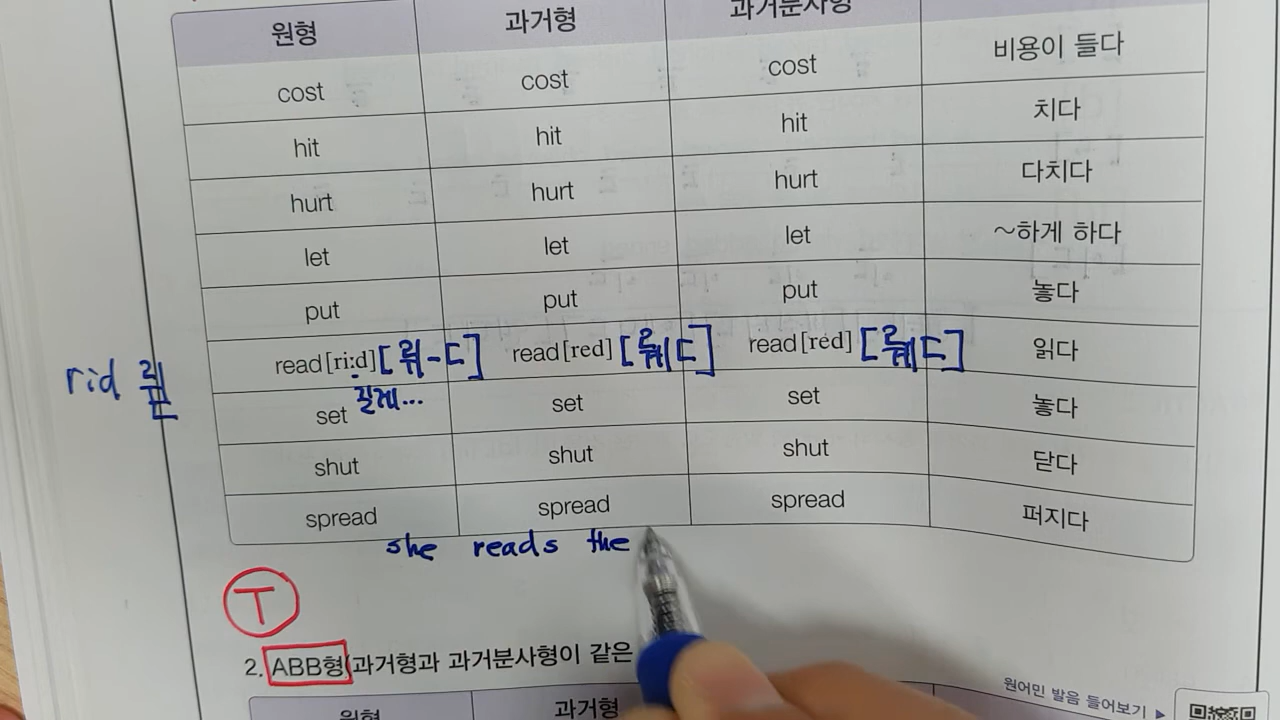 원형 과거형 과거분사형
cost cost cost 비용이 들다
hit hit hit 치다
hurt hurt hurt 다치다
let let let ~하게 하다
put put put 놓다
read[ri:d] [뤼-드] read[red] [뤠드] read[red] [뤠드] 읽다
rid 륃
길게...
set set set 놓다
shut shut shut 닫다
spread spread spread 퍼지다
she reads the
T
2. ABB형(과거형과 과거분사형이 같은
원어민 발음 들어보기 ▶
원형 과거형